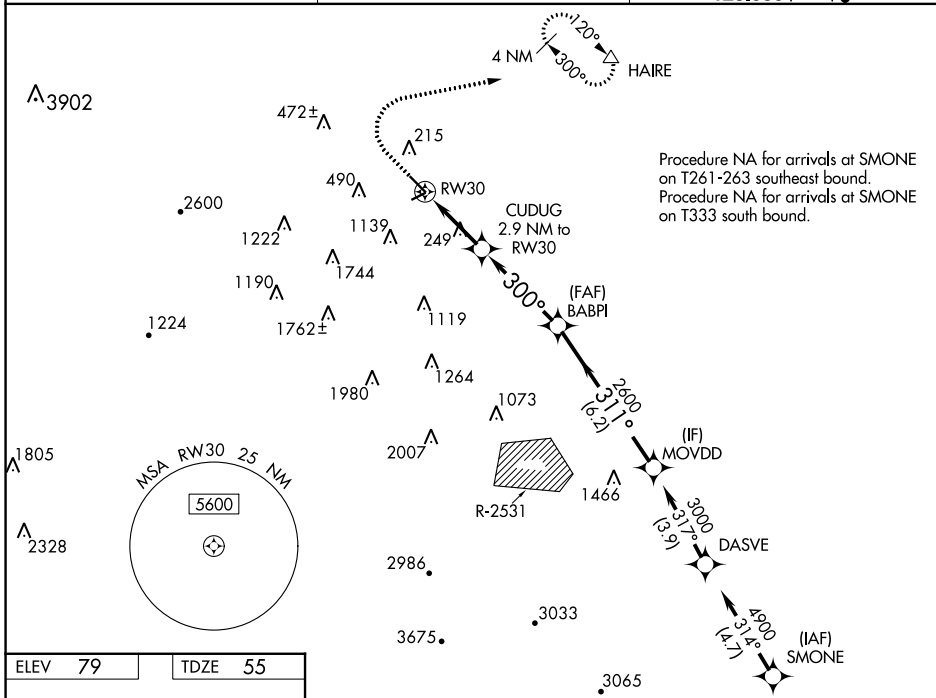 120°
4 NM
300°
HAIRE
3902
472±
215
Procedure NA for arrivals at SMONE
on T261-263 southeast bound.
Procedure NA for arrivals at SMONE
on T333 south bound.
490
RW30
2600
CUDUG
2.9 NM to
RW30
1222
1139
249
1744
1190
300°
(FAF)
BABPI
1762±
1119
1224
1264
1980
2600
311°
(6.2)
1073
(IF)
MOVDD
2007
1805
MSA RW30 25 NM
5600
1466
R-2531
3000
317°
(3.9)
DASVE
2328
2986
4900
314°
(4.7)
3033
3675
(IAF)
SMONE
ELEV 79
TDZE 55
3065